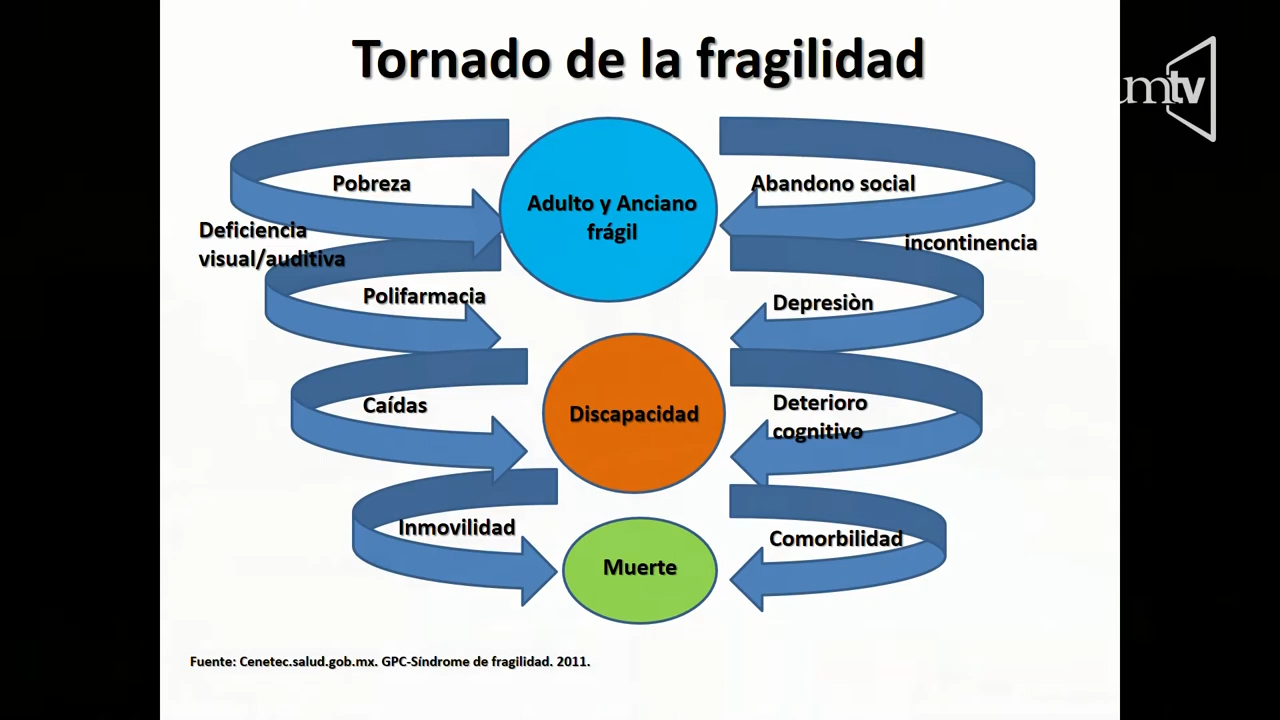 Tornado de la fragilidad
umtv
Pobreza
Adulto y Anciano
frágil
Abandono social
Deficiencia
visual/auditiva
incontinencia
Polifarmacia
Depresiòn
Caídas
Discapacidad
Deterioro
cognitivo
Inmovilidad
Muerte
Comorbilidad
Fuente: Cenetec.salud.gob.mx. GPC-Síndrome de fragilidad. 2011.